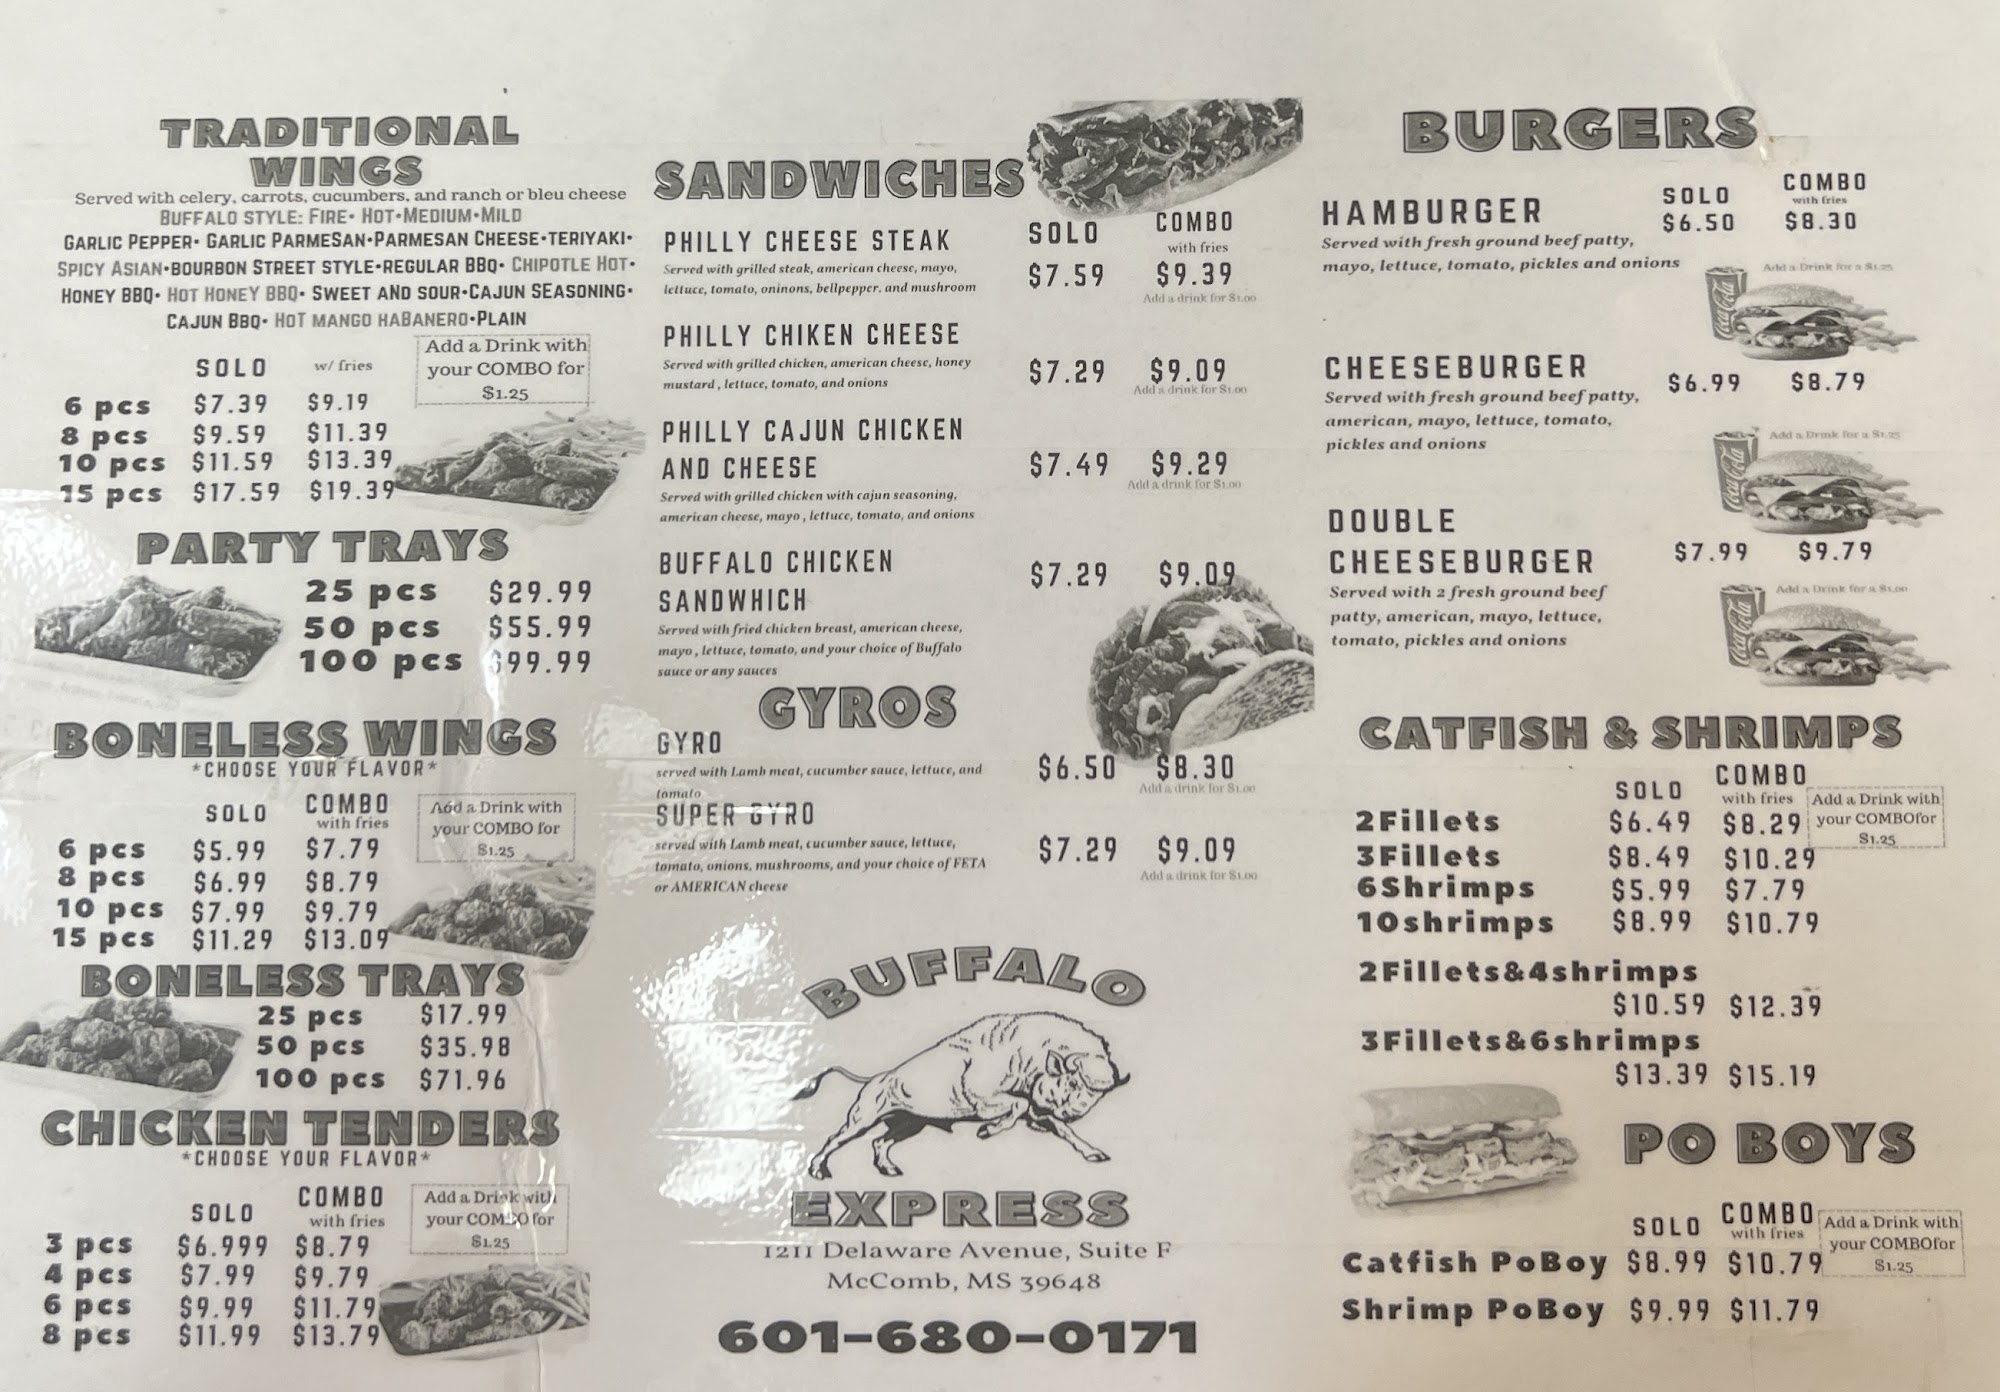 TRADITIONAL
WINGS
Served with celery, carrots, cucumbers, and ranch or bleu cheese
BUFFALO STYLE: FIRE• HOT•MEDIUM•MILD
GARLIC PEPPER• GARLIC PARMESAN•PARMESAN CHEESE•TERIYAKI•
SPICY ASIAN•BOURBON STREET STYLE•REGULAR BBQ• CHIPOTLE HOT•
HONEY BBQ• HOT HONEY BBQ• SWEET AND SOUR•CAJUN SEASONING•
CAJUN BBQ• HOT MANGO HABANERO•PLAIN
SOLO w/ fries
Add a Drink with
your COMBO for
$1.25
6 pcs $7.39 $9.19
8 pcs $9.59 $11.39
10 pcs $11.59 $13.39
15 pcs $17.59 $19.39
PARTY TRAYS
25 pcs $29.99
50 pcs $55.99
100 pcs $99.99
BONELESS WINGS
*CHOOSE YOUR FLAVOR*
SOLO COMBO
with fries
Add a Drink with
your COMBO for
$1.25
6 pcs $5.99 $7.79
8 pcs $6.99 $8.79
10 pcs $7.99 $9.79
15 pcs $11.29 $13.09
BONELESS TRAYS
25 pcs $17.99
50 pcs $35.98
100 pcs $71.96
CHICKEN TENDERS
*CHOOSE YOUR FLAVOR*
SOLO COMBO
with fries
Add a Drink with
your COMBO for
$1.25
3 pcs $6.999 $8.79
4 pcs $7.99 $9.79
6 pcs $9.99 $11.79
8 pcs $11.99 $13.79
SANDWICHES
SOLO COMBO
with fries
PHILLY CHEESE STEAK
$7.59 $9.39
Served with grilled steak, american cheese, mayo,
lettuce, tomato, oninons, bellpepper. and mushroom
Add a drink for $1.00
PHILLY CHIKEN CHEESE
Served with grilled chicken, american cheese, honey
mustard , lettuce, tomato, and onions
$7.29 $9.09
Add a drink for $1.00
PHILLY CAJUN CHICKEN
AND CHEESE
$7.49 $9.29
Add a drink for $1.00
Served with grilled chicken with cajun seasoning,
american cheese, mayo , lettuce, tomato, and onions
BUFFALO CHICKEN
SANDWHICH
$7.29 $9.09
Served with fried chicken breast, american cheese,
mayo , lettuce, tomato, and your choice of Buffalo
sauce or any sauces
GYROS
GYRO
served with Lamb meat, cucumber sauce, lettuce, and
tomato
$6.50 $8.30
Add a drink for $1.00
SUPER GYRO
served with Lamb meat, cucumber sauce, lettuce,
tomato, onions, mushrooms, and your choice of FETA
or AMERICAN cheese
$7.29 $9.09
Add a drink for $1.00
BUFFALO
EXPRESS
1211 Delaware Avenue, Suite F
McComb, MS 39648
601-680-0171
BURGERS
SOLO COMBO
with fries
HAMBURGER
$6.50 $8.30
Served with fresh ground beef patty,
mayo, lettuce, tomato, pickles and onions
Add a Drink for a $1.25
Coca-Cola
CHEESEBURGER
$6.99 $8.79
Served with fresh ground beef patty,
american, mayo, lettuce, tomato,
pickles and onions
Add a Drink for a $1.25
Coca-Cola
DOUBLE
CHEESEBURGER
$7.99 $9.79
Served with 2 fresh ground beef
patty, american, mayo, lettuce,
tomato, pickles and onions
Add a Drink for a $1.00
Coca-Cola
CATFISH & SHRIMPS
SOLO COMBO
with fries
Add a Drink with
your COMBOfor
$1.25
2Fillets $6.49 $8.29
3Fillets $8.49 $10.29
6Shrimps $5.99 $7.79
10shrimps $8.99 $10.79
2Fillets&4shrimps
$10.59 $12.39
3Fillets&6shrimps
$13.39 $15.19
PO BOYS
SOLO COMBO
with fries
Add a Drink with
your COMBOfor
$1.25
Catfish PoBoy $8.99 $10.79
Shrimp PoBoy $9.99 $11.79